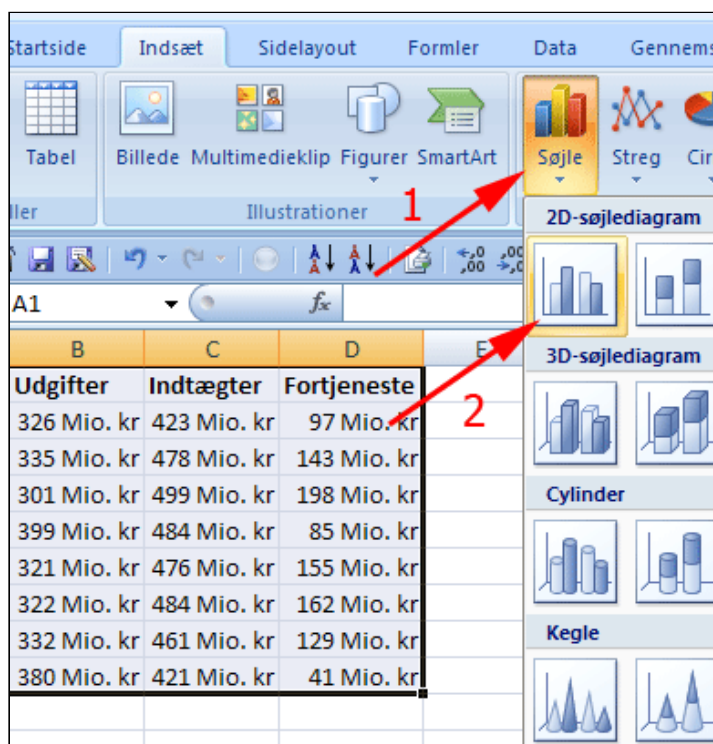 Startside Indsæt Sidelayout Formler Data Gennems
Tabel Billede Multimedieklip Figurer SmartArt Søjle Streg Cir
ller Illustrationer
1
2D-søjlediagram
A1 fx
B C D E
3D-søjlediagram
Udgifter Indtægter Fortjeneste
2
326 Mio. kr 423 Mio. kr 97 Mio. kr
335 Mio. kr 478 Mio. kr 143 Mio. kr
301 Mio. kr 499 Mio. kr 198 Mio. kr
Cylinder
399 Mio. kr 484 Mio. kr 85 Mio. kr
321 Mio. kr 476 Mio. kr 155 Mio. kr
322 Mio. kr 484 Mio. kr 162 Mio. kr
332 Mio. kr 461 Mio. kr 129 Mio. kr
Kegle
380 Mio. kr 421 Mio. kr 41 Mio. kr